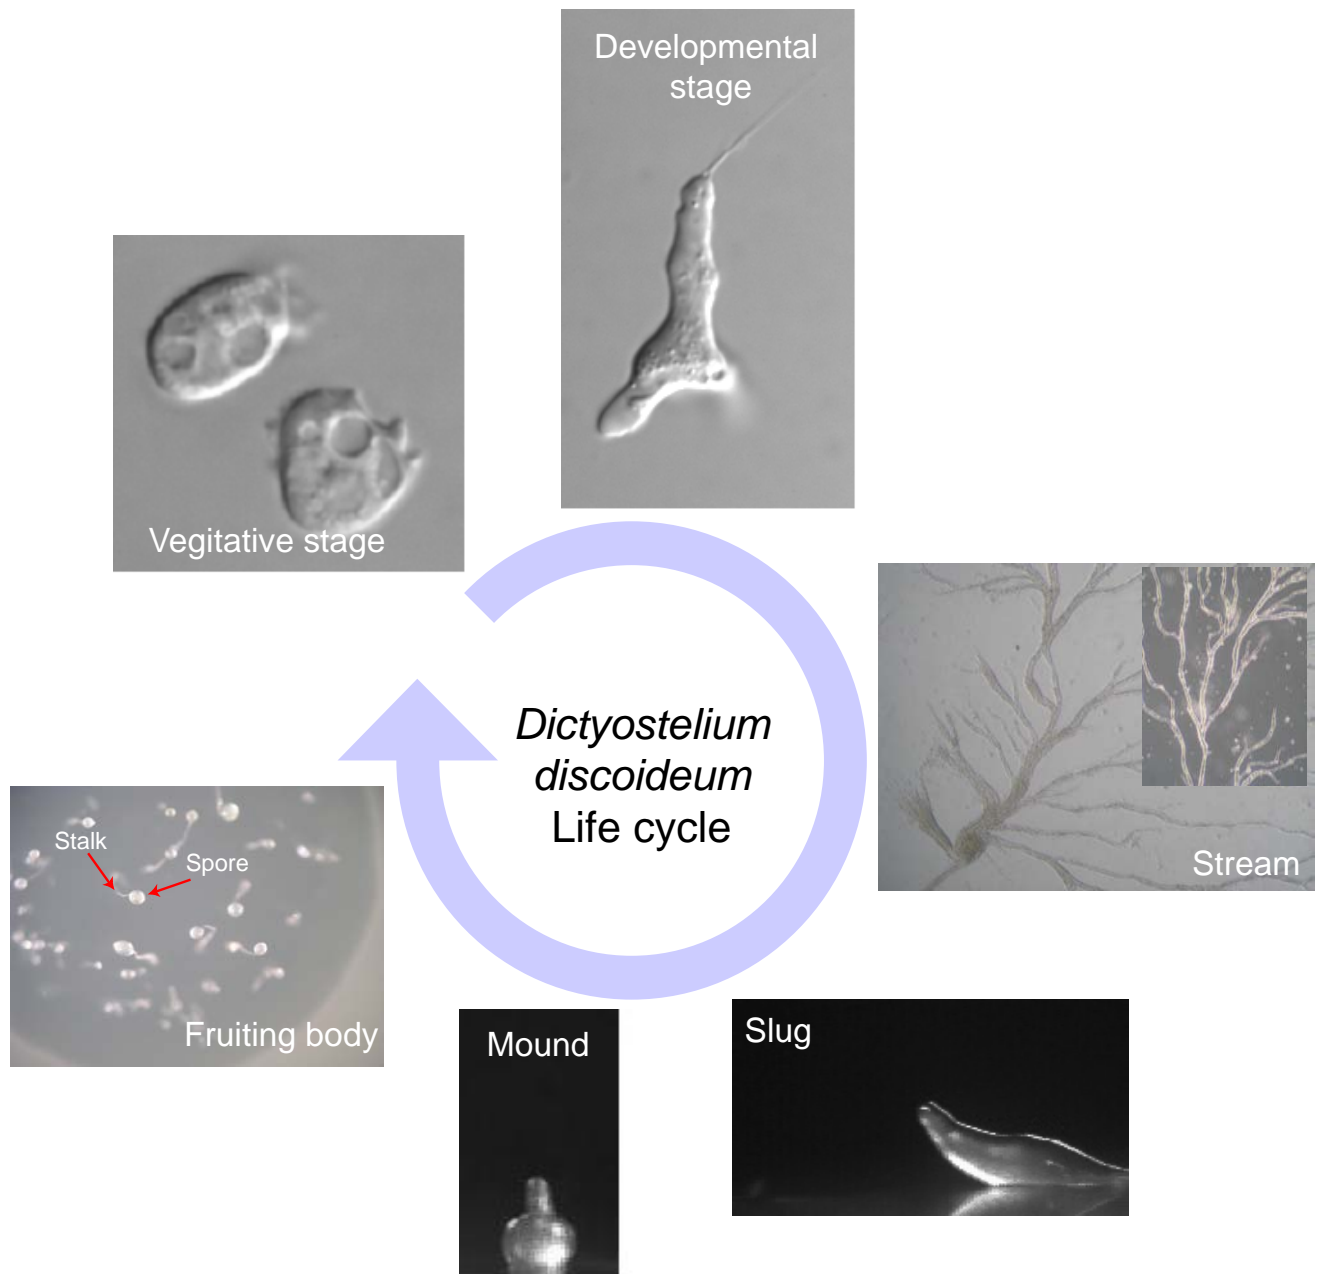 Developmental
stage
Vegitative stage
Dictyostelium
discoideum
Life cycle
Stream
Stalk
Spore
Fruiting body
Mound
Slug